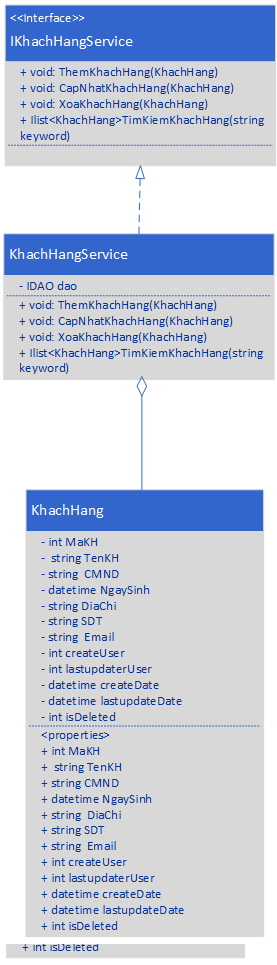 <<Interface>>
IKhachHangService
+ void: ThemKhachHang(KhachHang)
+ void: CapNhatKhachHang(KhachHang)
+ void: XoaKhachHang(KhachHang)
+ Ilist<KhachHang>TimKiemKhachHang(string
keyword)
KhachHangService
- IDAO dao
+ void: ThemKhachHang(KhachHang)
+ void: CapNhatKhachHang(KhachHang)
+ void: XoaKhachHang(KhachHang)
+ Ilist<KhachHang>TimKiemKhachHang(string
keyword)
KhachHang
- int MaKH
- string TenKH
- string CMND
- datetime NgaySinh
- string DiaChi
- string SDT
- string Email
- int createUser
- int lastupdaterUser
- datetime createDate
- datetime lastupdateDate
- int isDeleted
<properties>
+ int MaKH
+ string TenKH
+ string CMND
+ datetime NgaySinh
+ string DiaChi
+ string SDT
+ string Email
+ int createUser
+ int lastupdaterUser
+ datetime createDate
+ datetime lastupdateDate
+ int isDeleted
+ int isDeleted